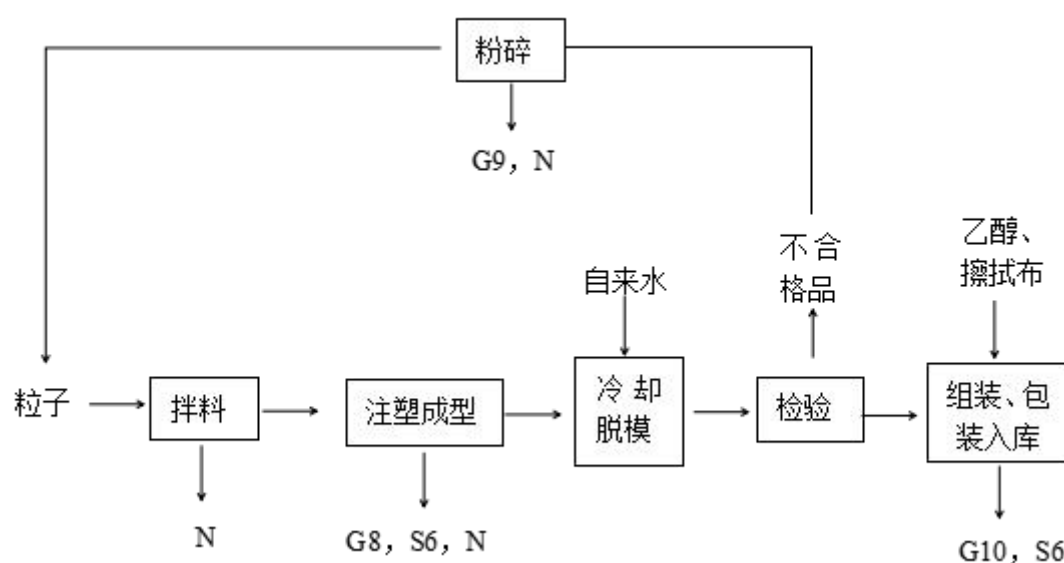 粉碎
G9，N
乙醇、
擦拭布
不合
格品
自来水
粒子
拌料
注塑成型
冷却
脱模
检验
组装、包
装入库
N
G8，S6，N
G10，S6